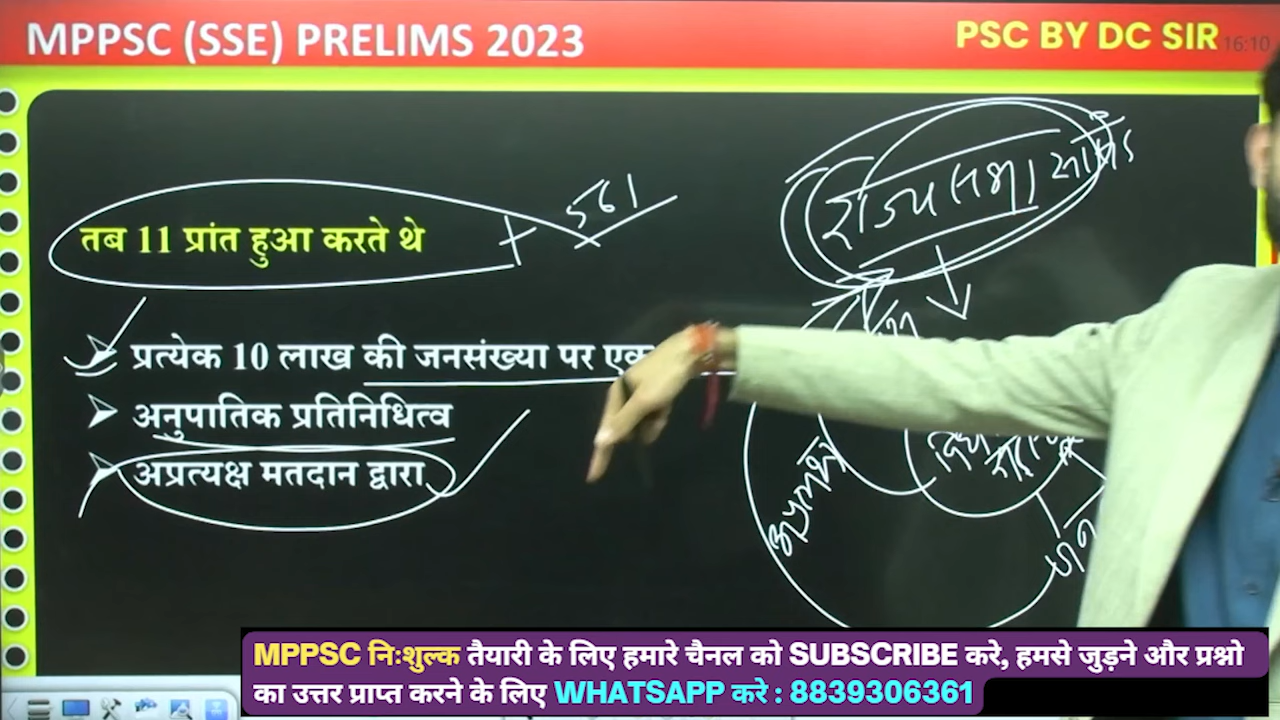 MPPSC (SSE) PRELIMS 2023
PSC BY DC SIR
16:10
तब 11 प्रांत हुआ करते थे
561
राज्यसभा सांसद
प्रत्येक 10 लाख की जनसंख्या पर एक
अनुपातिक प्रतिनिधित्व
अप्रत्यक्ष मतदान द्वारा
MPPSC निःशुल्क तैयारी के लिए हमारे चैनल को SUBSCRIBE करे, हमसे जुड़ने और प्रश्नो
का उत्तर प्राप्त करने के लिए WHATSAPP करे : 8839306361